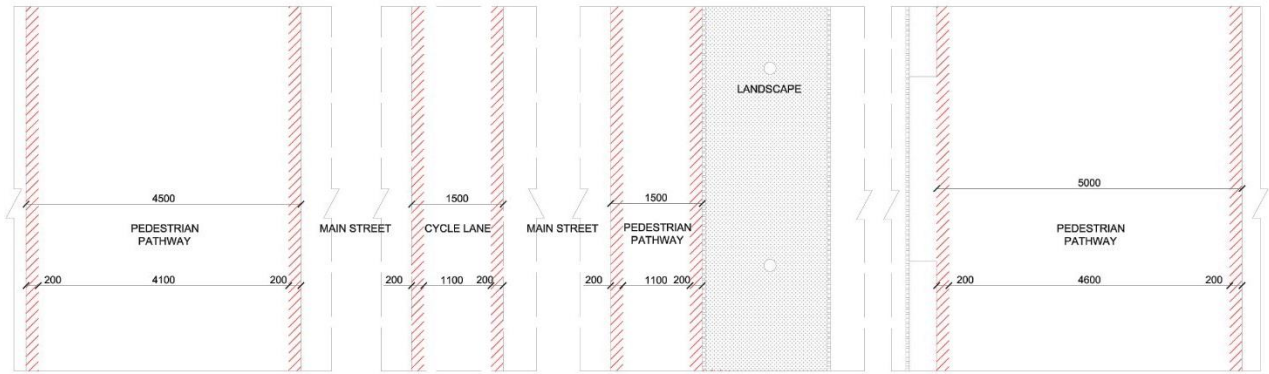 LANDSCAPE
4500
1500
1500
5000
PEDESTRIAN
PATHWAY
MAIN STREET
CYCLE LANE
MAIN STREET
PEDESTRIAN
PATHWAY
PEDESTRIAN
PATHWAY
200
4100
200
200
1100
200
200
1100
200
200
4600
200